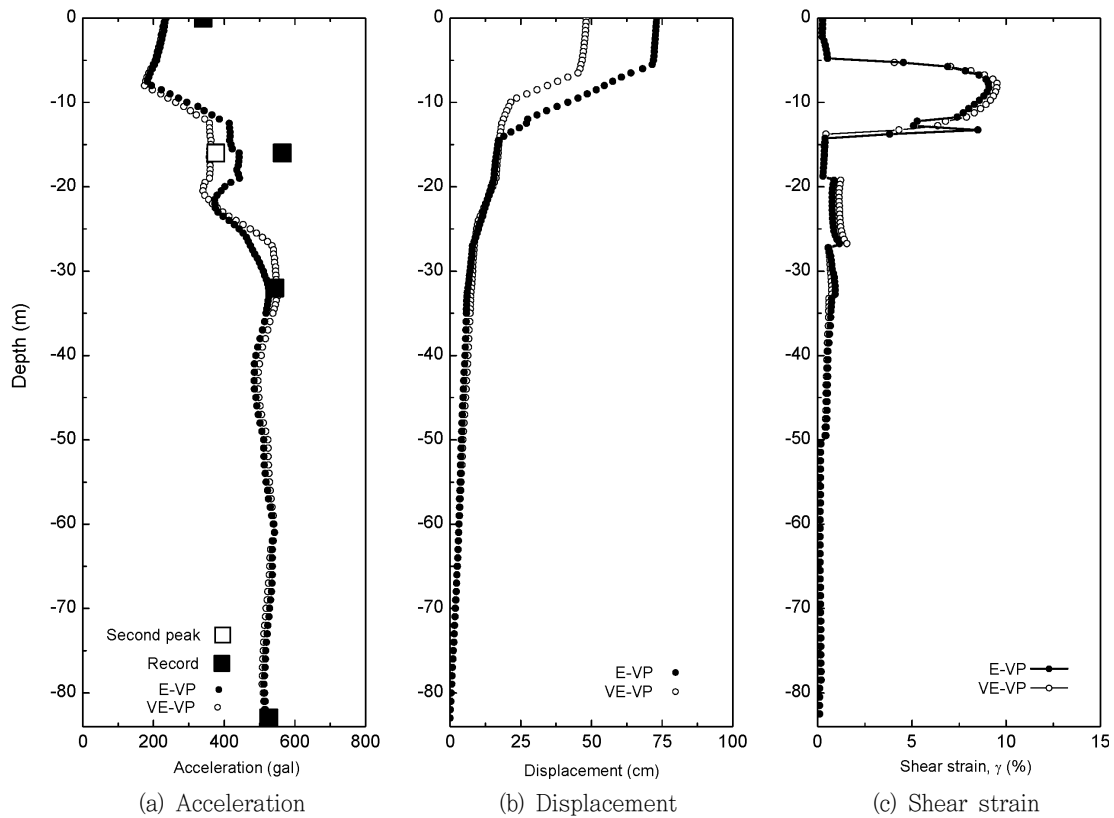 0
-10
-20
-30
-40
-50
-60
-70
-80
Depth (m)
Second peak
Record
E-VP
VE-VP
0 200 400 600 800
Acceleration (gal)
(a) Acceleration
0
-10
-20
-30
-40
-50
-60
-70
-80
E-VP
VE-VP
0 25 50 75 100
Displacement (cm)
(b) Displacement
0
-10
-20
-30
-40
-50
-60
-70
-80
E-VP
VE-VP
0 5 10 15
Shear strain, γ (%)
(c) Shear strain